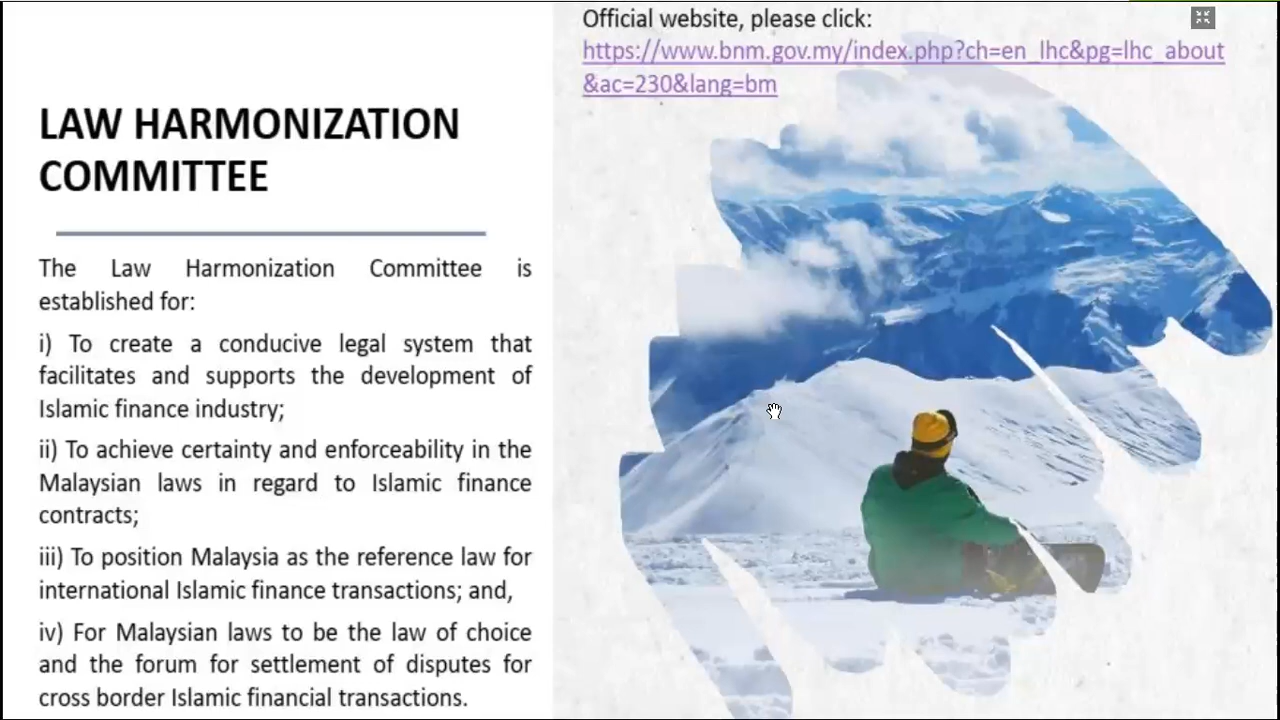 Official website, please click:
https://www.bnm.gov.my/index.php?ch=en_lhc&pg=lhc_about
&ac=230&lang=bm
LAW HARMONIZATION
COMMITTEE
The Law Harmonization Committee is
established for:
i) To create a conducive legal system that
facilitates and supports the development of
Islamic finance industry;
ii) To achieve certainty and enforceability in the
Malaysian laws in regard to Islamic finance
contracts;
iii) To position Malaysia as the reference law for
international Islamic finance transactions; and,
iv) For Malaysian laws to be the law of choice
and the forum for settlement of disputes for
cross border Islamic financial transactions.